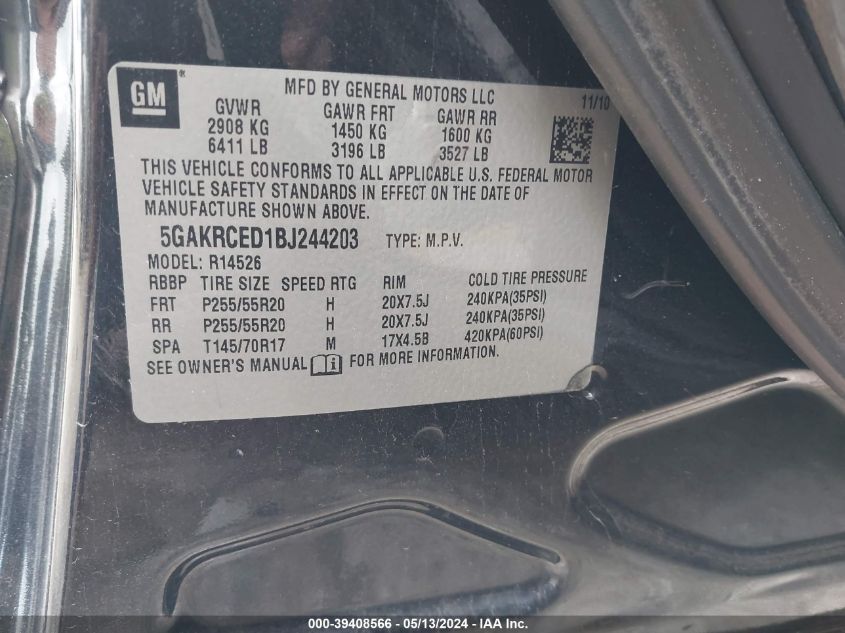 GM®
MFD BY GENERAL MOTORS LLC
11/10
GVWR GAWR FRT GAWR RR
2908 KG 1450 KG 1600 KG
6411 LB 3196 LB 3527 LB
THIS VEHICLE CONFORMS TO ALL APPLICABLE U.S. FEDERAL MOTOR
VEHICLE SAFETY STANDARDS IN EFFECT ON THE DATE OF
MANUFACTURE SHOWN ABOVE.
5GAKRCED1BJ244203 TYPE: M.P.V.
MODEL: R14526
RBBP TIRE SIZE SPEED RTG RIM COLD TIRE PRESSURE
FRT P255/55R20 H 20X7.5J 240KPA(35PSI)
RR P255/55R20 H 20X7.5J 240KPA(35PSI)
SPA T145/70R17 M 17X4.5B 420KPA(60PSI)
SEE OWNER'S MANUAL FOR MORE INFORMATION.
000-39408566 - 05/13/2024 - IAA, Inc.